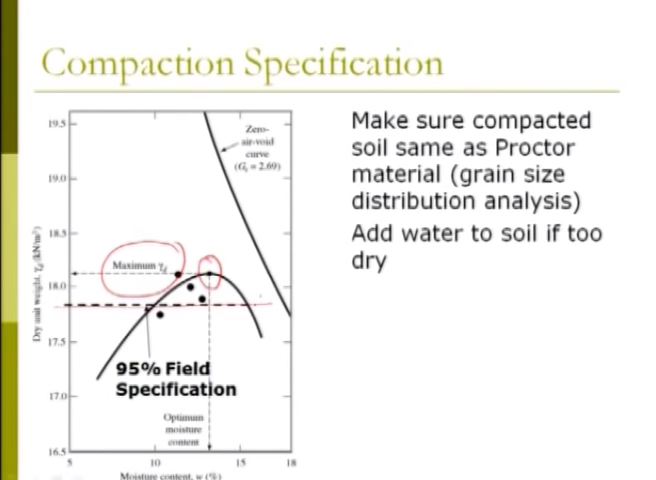 Compaction Specification
19.5
19.0
18.5
18.0
17.5
17.0
16.5
Dry unit weight, γd (kN/m³)
Zero-
air-void
curve
(Gs = 2.69)
Maximum γd
95% Field
Specification
Optimum
moisture
content
5
10
15
18
Moisture content, w (%)
Make sure compacted
soil same as Proctor
material (grain size
distribution analysis)
Add water to soil if too
dry